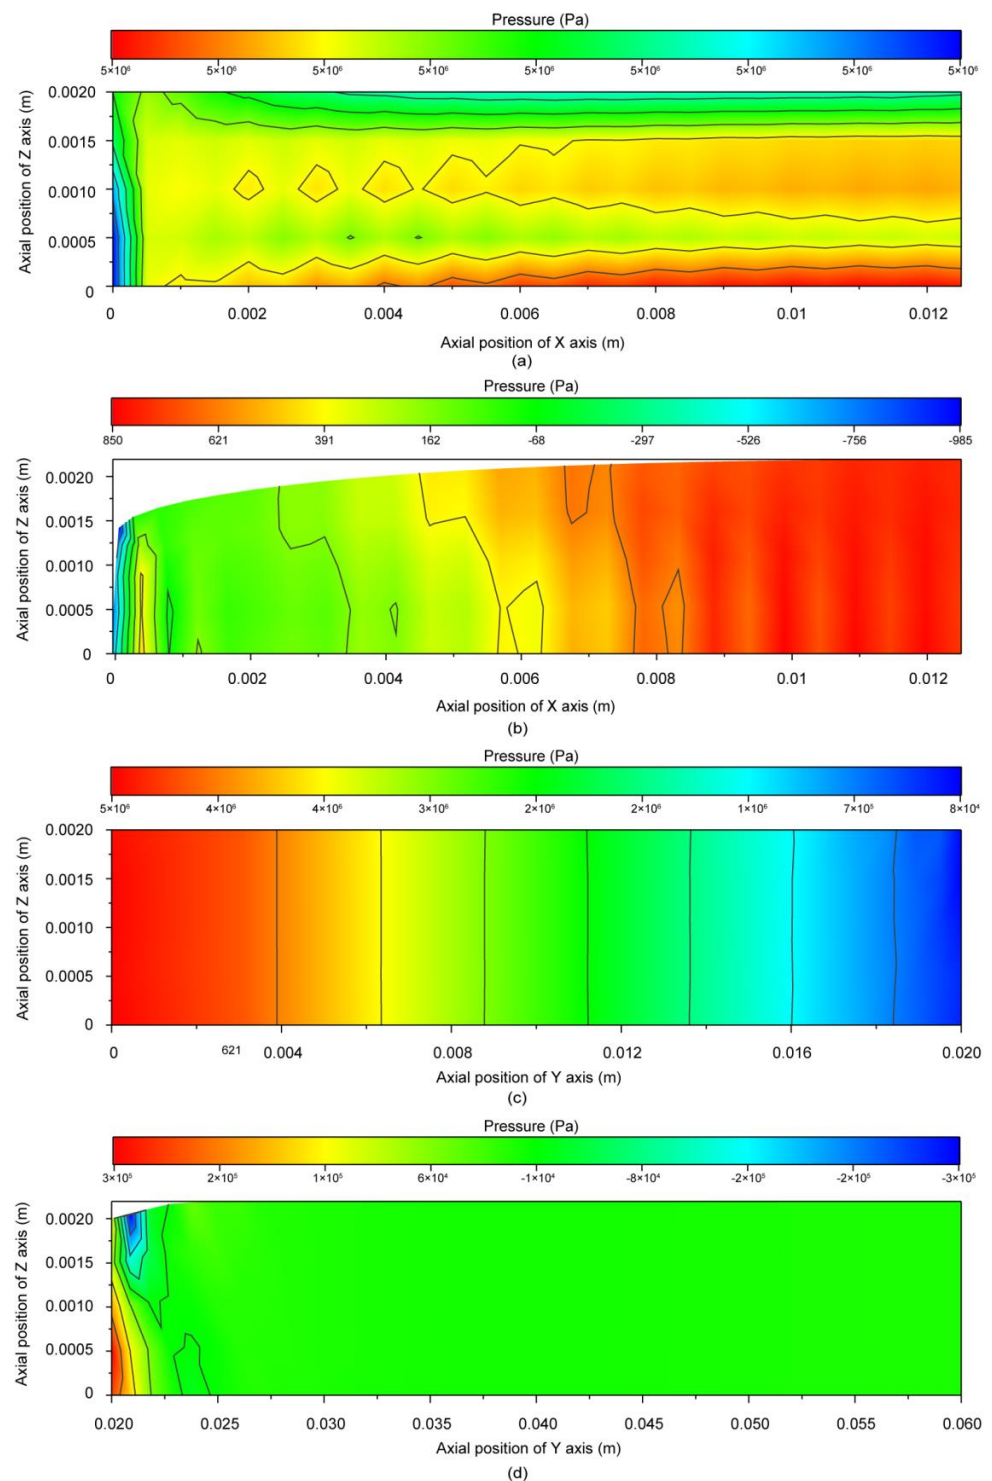 Pressure (Pa)
5×10⁶ 5×10⁶ 5×10⁶ 5×10⁶ 5×10⁶ 5×10⁶ 5×10⁶ 5×10⁶ 5×10⁶
Axial position of Z axis (m)
0.0020
0.0015
0.0010
0.0005
0
0 0.002 0.004 0.006 0.008 0.01 0.012
Axial position of X axis (m)
(a)
Pressure (Pa)
850 621 391 162 -68 -297 -526 -756 -985
Axial position of Z axis (m)
0.0020
0.0015
0.0010
0.0005
0
0 0.002 0.004 0.006 0.008 0.01 0.012
Axial position of X axis (m)
(b)
Pressure (Pa)
5×10⁶ 4×10⁶ 4×10⁶ 3×10⁶ 2×10⁶ 2×10⁶ 1×10⁶ 7×10⁵ 8×10⁴
Axial position of Z axis (m)
0.0020
0.0015
0.0010
0.0005
0
0 621 0.004 0.008 0.012 0.016 0.020
Axial position of Y axis (m)
(c)
Pressure (Pa)
3×10⁵ 2×10⁵ 1×10⁵ 6×10⁴ -1×10⁴ -8×10⁴ -2×10⁵ -2×10⁵ -3×10⁵
Axial position of Z axis (m)
0.0020
0.0015
0.0010
0.0005
0
0.020 0.025 0.030 0.035 0.040 0.045 0.050 0.055 0.060
Axial position of Y axis (m)
(d)